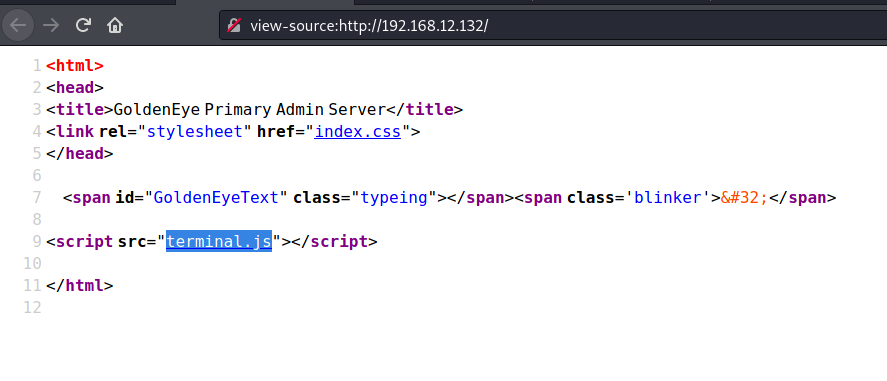 view-source:http://192.168.12.132/
1 <html>
2 <head>
3 <title>GoldenEye Primary Admin Server</title>
4 <link rel="stylesheet" href="index.css">
5 </head>
6
7 <span id="GoldenEyeText" class="typeing"></span><span class='blinker'>&#32;</span>
8
9 <script src="terminal.js"></script>
10
11 </html>
12